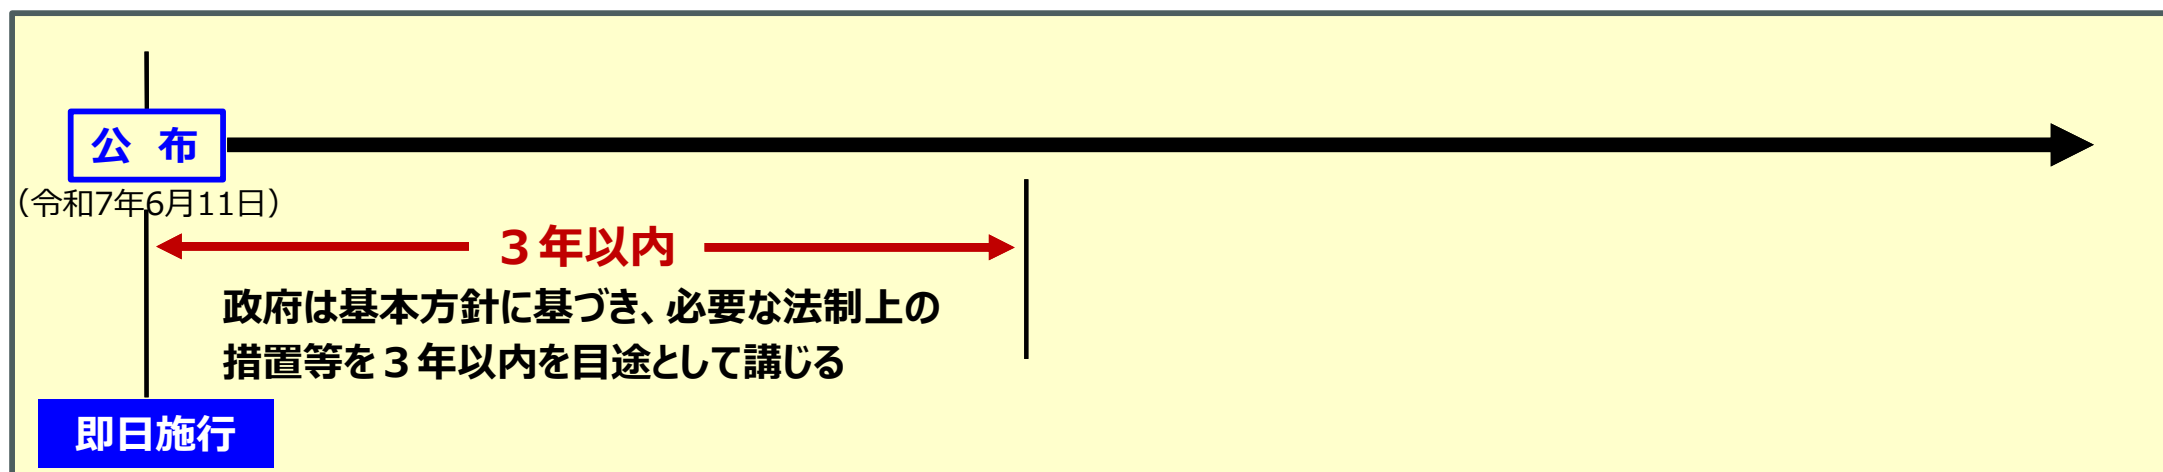 公 布
（令和7年6月11日）
３年以内
政府は基本方針に基づき、必要な法制上の
措置等を３年以内を目途として講じる
即日施行